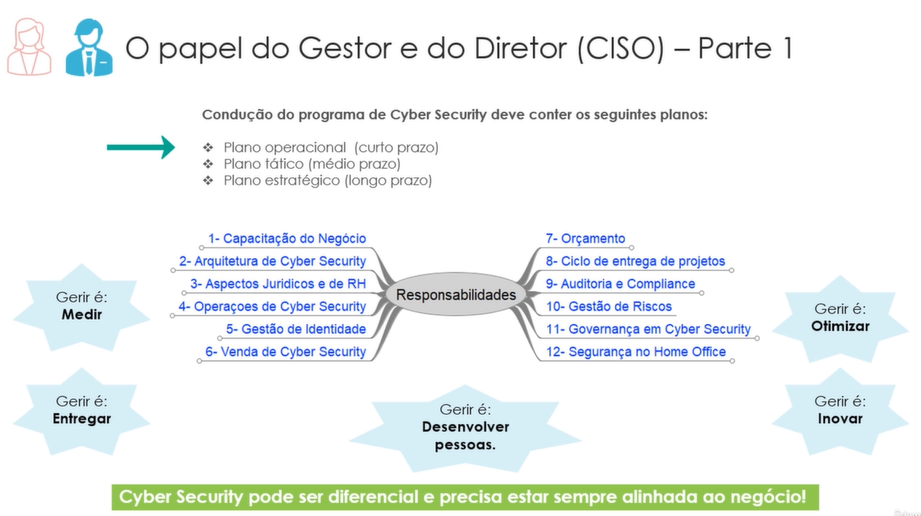 O papel do Gestor e do Diretor (CISO) – Parte 1
Condução do programa de Cyber Security deve conter os seguintes planos:
❖ Plano operacional (curto prazo)
❖ Plano tático (médio prazo)
❖ Plano estratégico (longo prazo)
Responsabilidades
1- Capacitação do Negócio
2- Arquitetura de Cyber Security
3- Aspectos Juridicos e de RH
4- Operaçoes de Cyber Security
5- Gestão de Identidade
6- Venda de Cyber Security
7- Orçamento
8- Ciclo de entrega de projetos
9- Auditoria e Compliance
10- Gestão de Riscos
11- Governança em Cyber Security
12- Segurança no Home Office
Gerir é:
Medir
Gerir é:
Entregar
Gerir é:
Desenvolver
pessoas.
Gerir é:
Otimizar
Gerir é:
Inovar
Cyber Security pode ser diferencial e precisa estar sempre alinhada ao negócio!